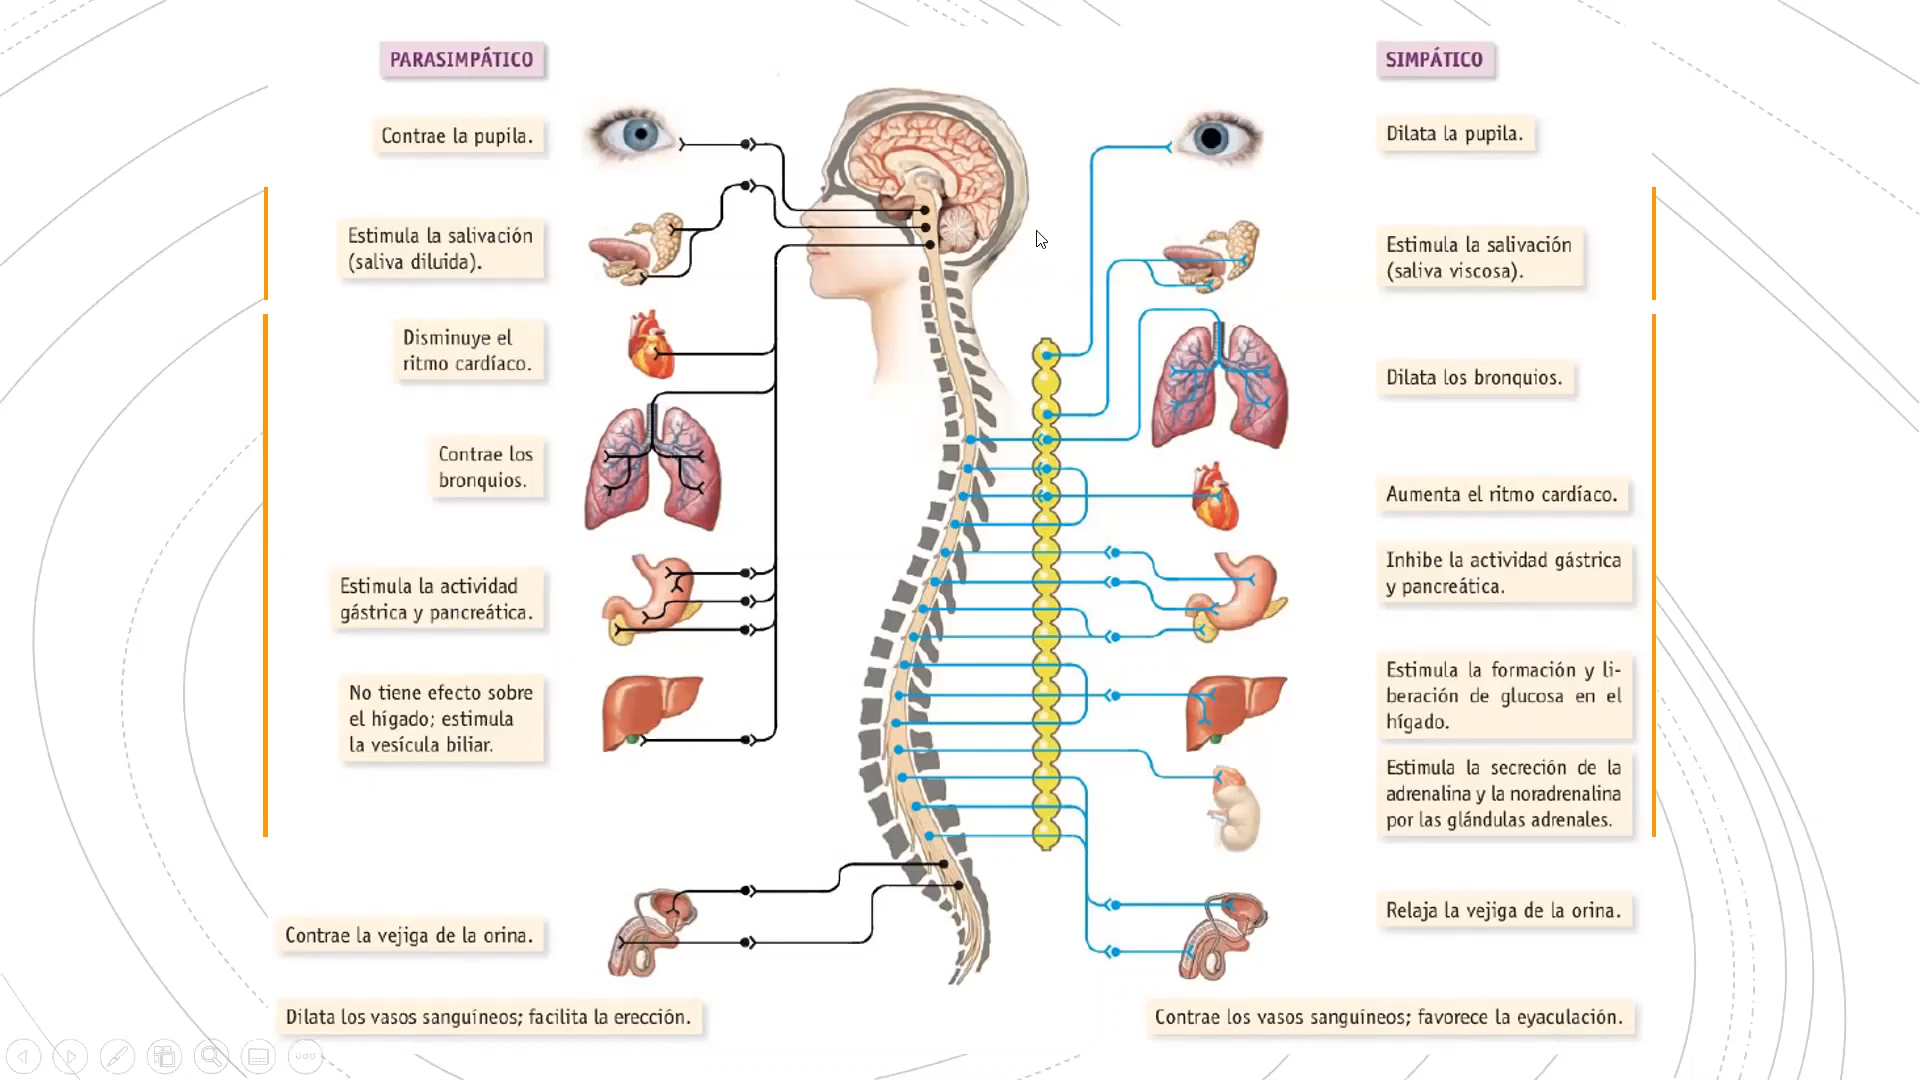 PARASIMPÁTICO
Contrae la pupila.
Estimula la salivación
(saliva diluida).
Disminuye el
ritmo cardíaco.
Contrae los
bronquios.
Estimula la actividad
gástrica y pancreática.
No tiene efecto sobre
el hígado; estimula
la vesícula biliar.
Contrae la vejiga de la orina.
Dilata los vasos sanguíneos; facilita la erección.
SIMPÁTICO
Dilata la pupila.
Estimula la salivación
(saliva viscosa).
Dilata los bronquios.
Aumenta el ritmo cardíaco.
Inhibe la actividad gástrica
y pancreática.
Estimula la formación y li-
beración de glucosa en el
hígado.
Estimula la secreción de la
adrenalina y la noradrenalina
por las glándulas adrenales.
Relaja la vejiga de la orina.
Contrae los vasos sanguíneos; favorece la eyaculación.